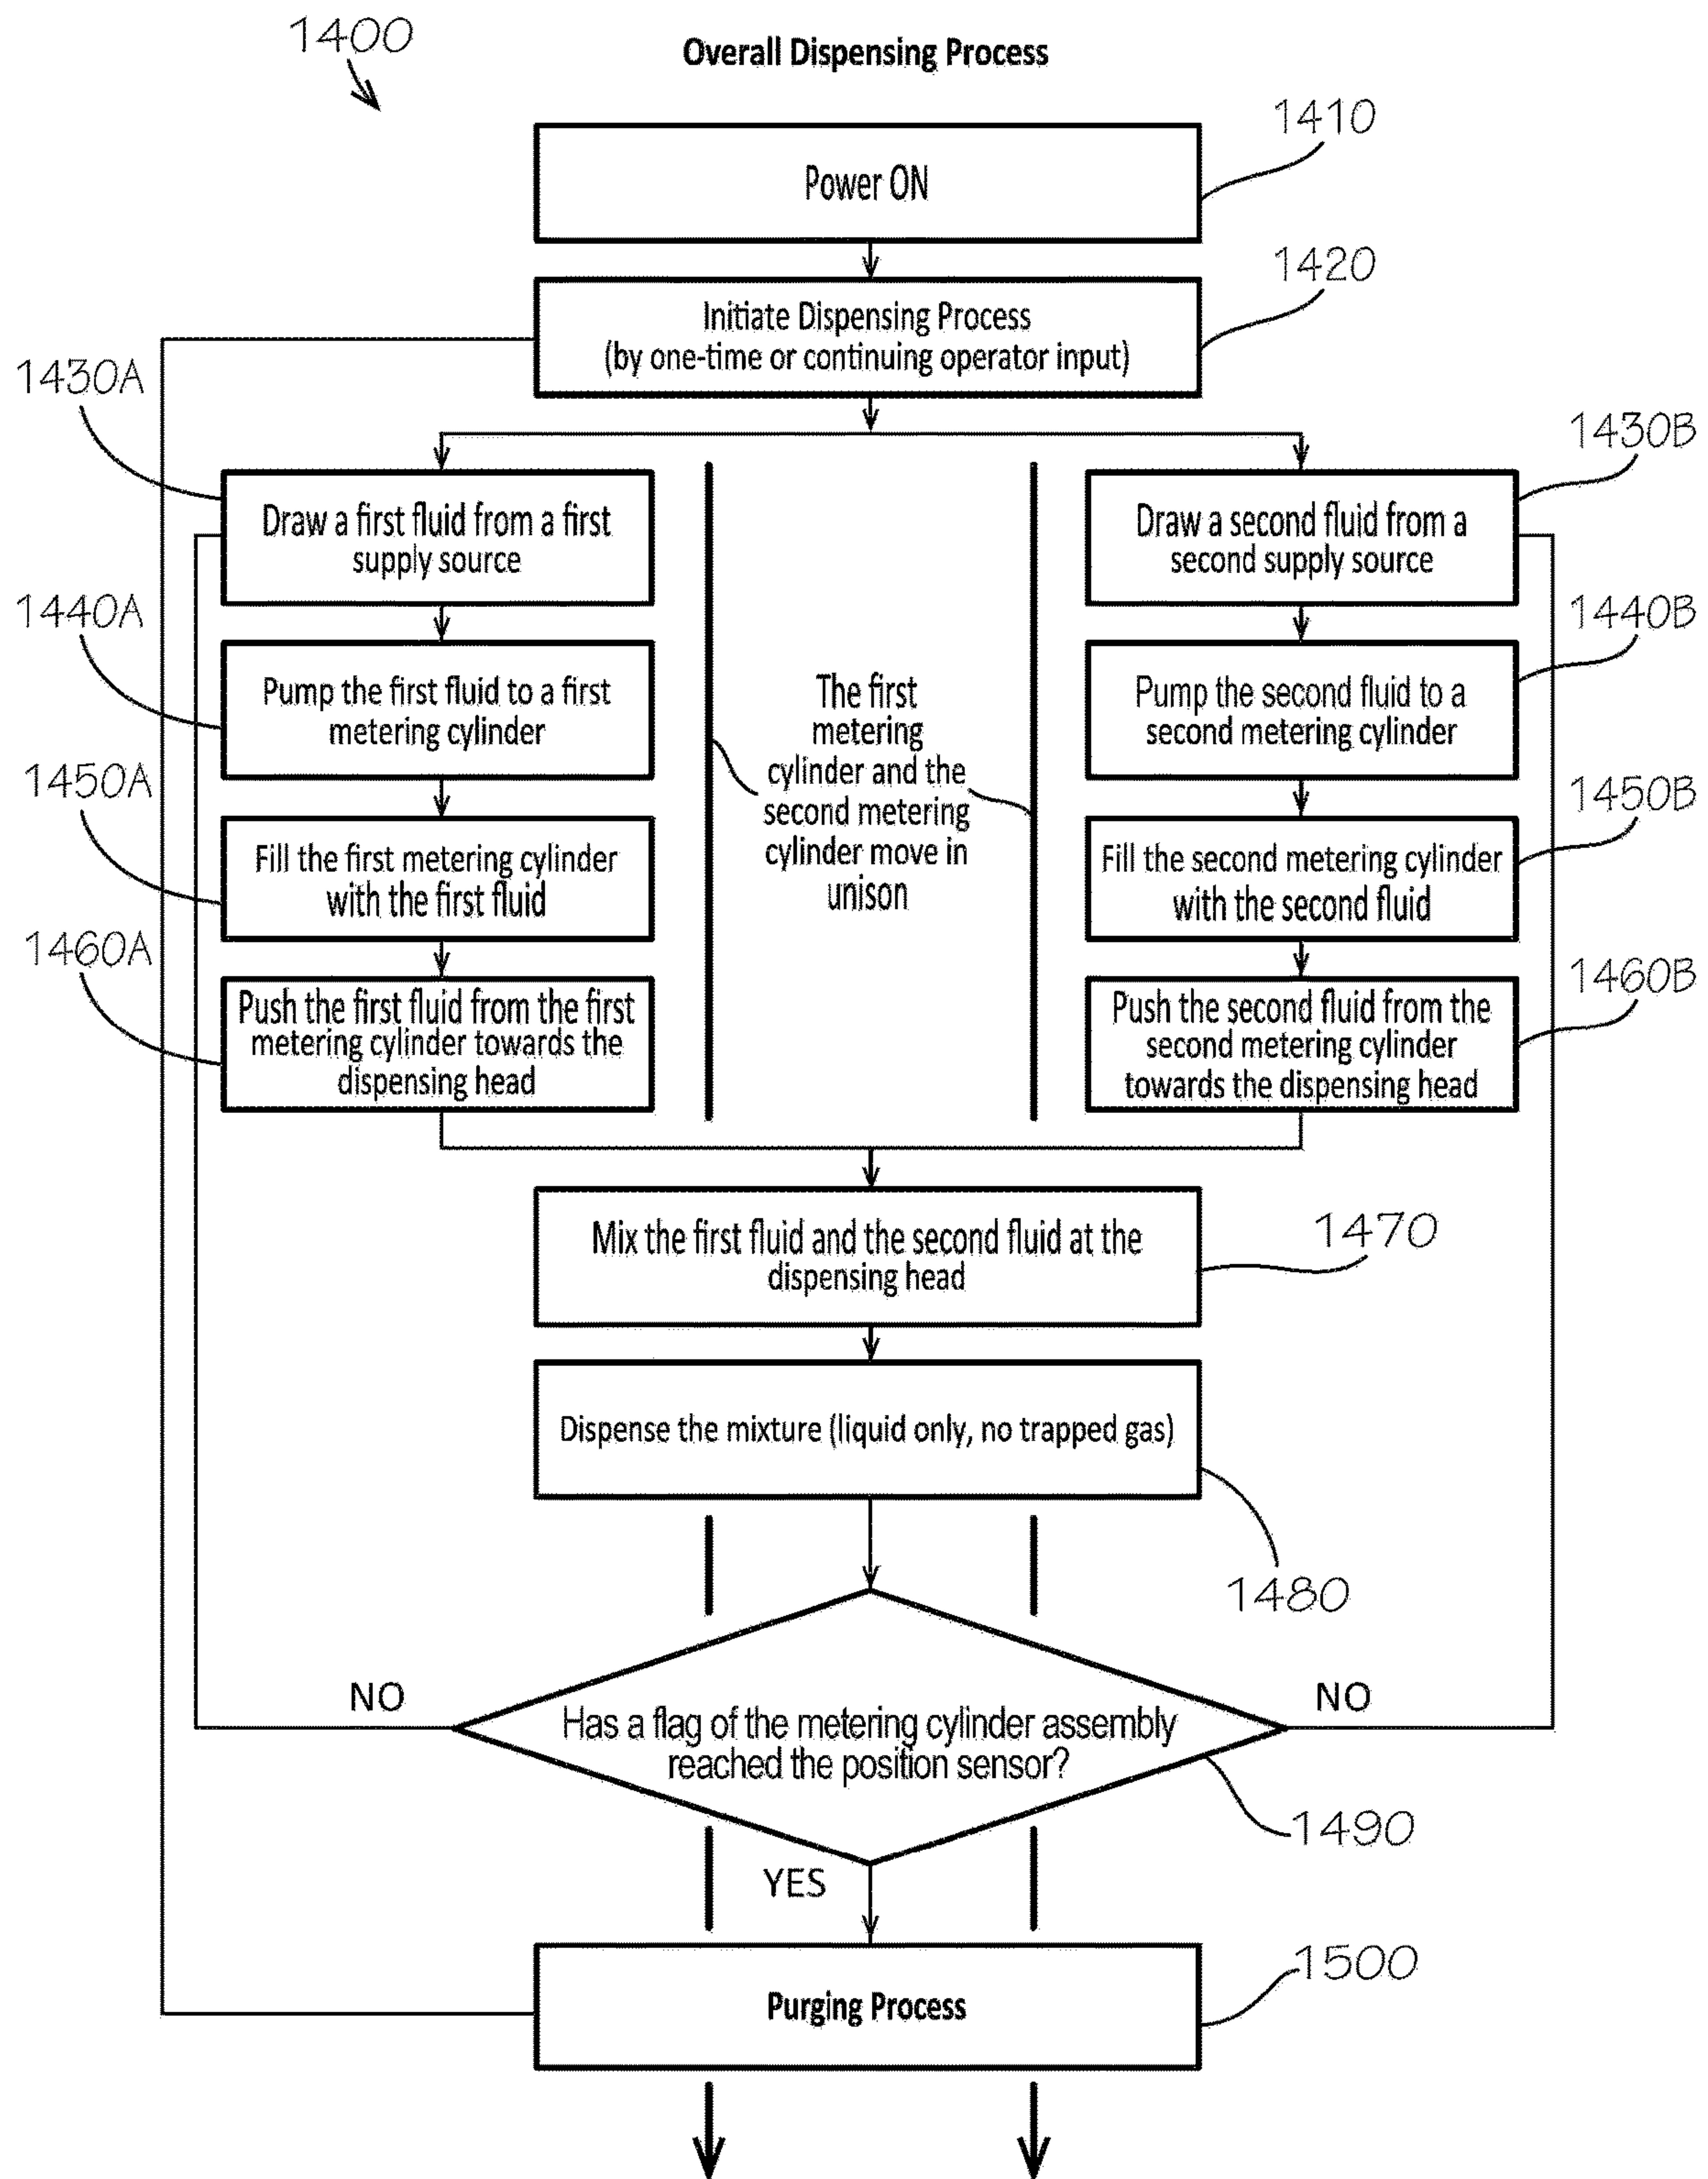 1400
Overall Dispensing Process
1410
Power ON
1420
Initiate Dispensing Process
(by one-time or continuing operator input)
1430A
1430B
Draw a first fluid from a first
supply source
Draw a second fluid from a
second supply source
1440A
1440B
Pump the first fluid to a first
metering cylinder
The first
metering
cylinder and the
second metering
cylinder move in
unison
Pump the second fluid to a
second metering cylinder
1450A
1450B
Fill the first metering cylinder
with the first fluid
Fill the second metering cylinder
with the second fluid
1460A
1460B
Push the first fluid from the first
metering cylinder towards the
dispensing head
Push the second fluid from the
second metering cylinder
towards the dispensing head
Mix the first fluid and the second fluid at the
dispensing head
1470
Dispense the mixture (liquid only, no trapped gas)
1480
NO
NO
Has a flag of the metering cylinder assembly
reached the position sensor?
1490
YES
Purging Process
1500